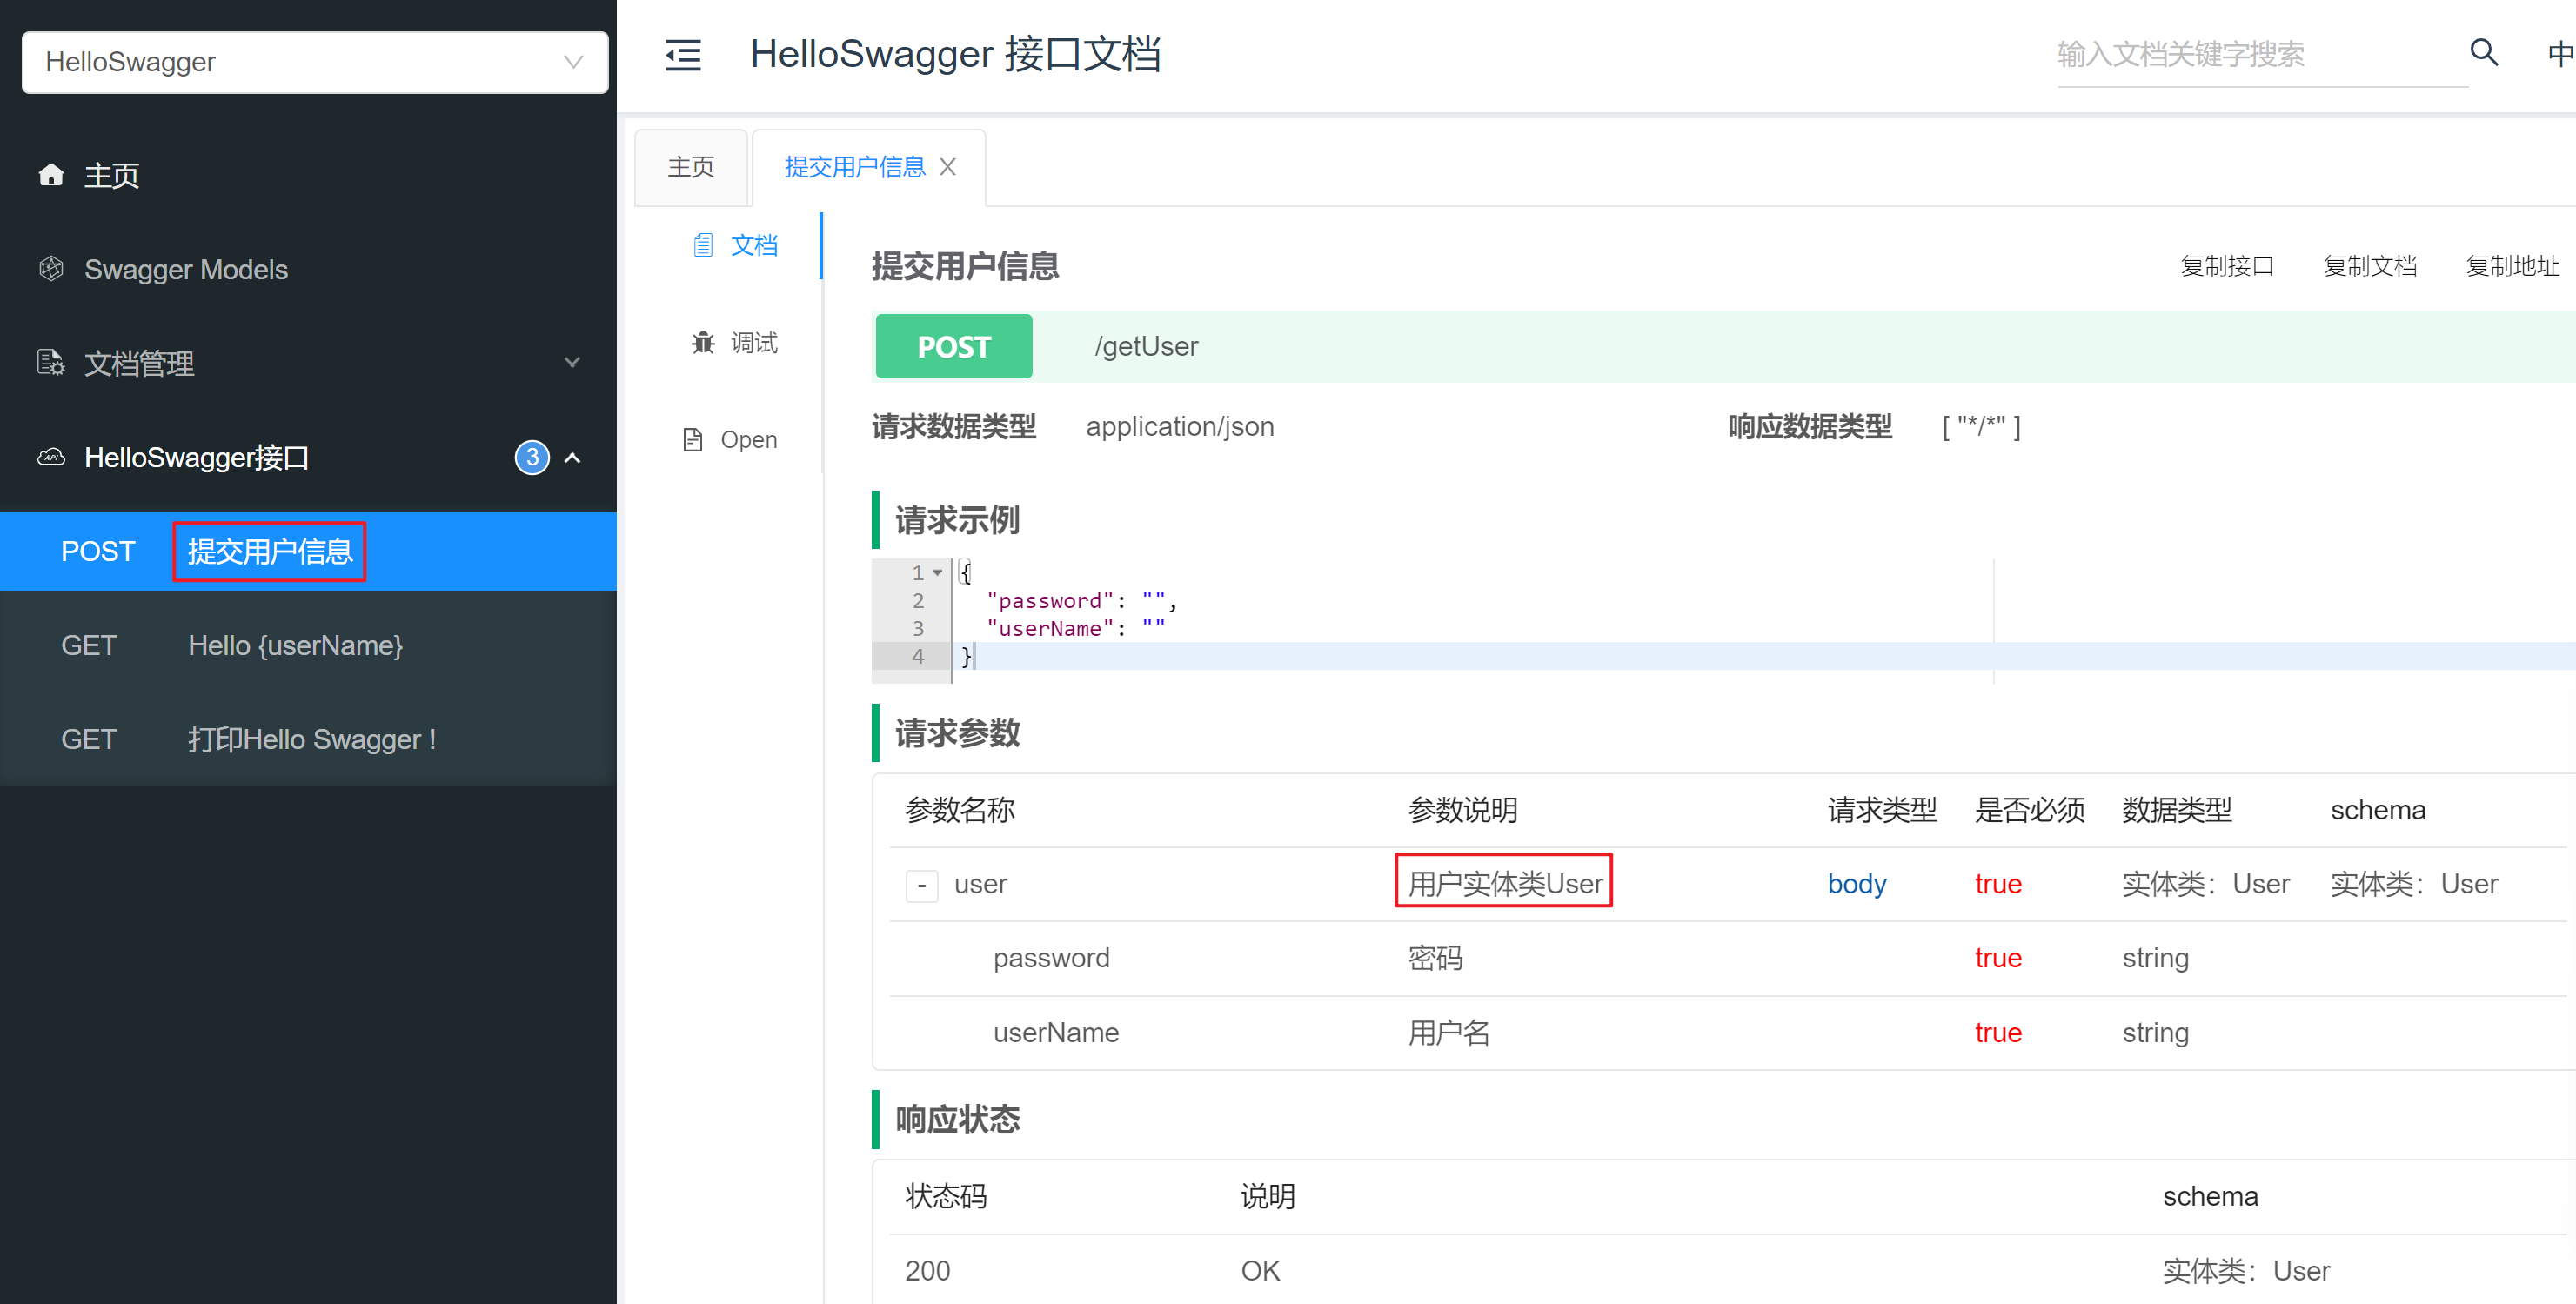 HelloSwagger
主页
Swagger Models
文档管理
HelloSwagger接口 3
POST 提交用户信息
GET Hello {userName}
GET 打印Hello Swagger !
HelloSwagger 接口文档
输入文档关键字搜索
中
主页 提交用户信息
文档
调试
Open
提交用户信息
复制接口 复制文档 复制地址
POST /getUser
请求数据类型 application/json 响应数据类型 [ "*/*" ]
请求示例
1 {
2 "password": "",
3 "userName": ""
4 }
请求参数
参数名称 参数说明 请求类型 是否必须 数据类型 schema
- user 用户实体类User body true 实体类：User 实体类：User
password 密码 true string
userName 用户名 true string
响应状态
状态码 说明 schema
200 OK 实体类：User